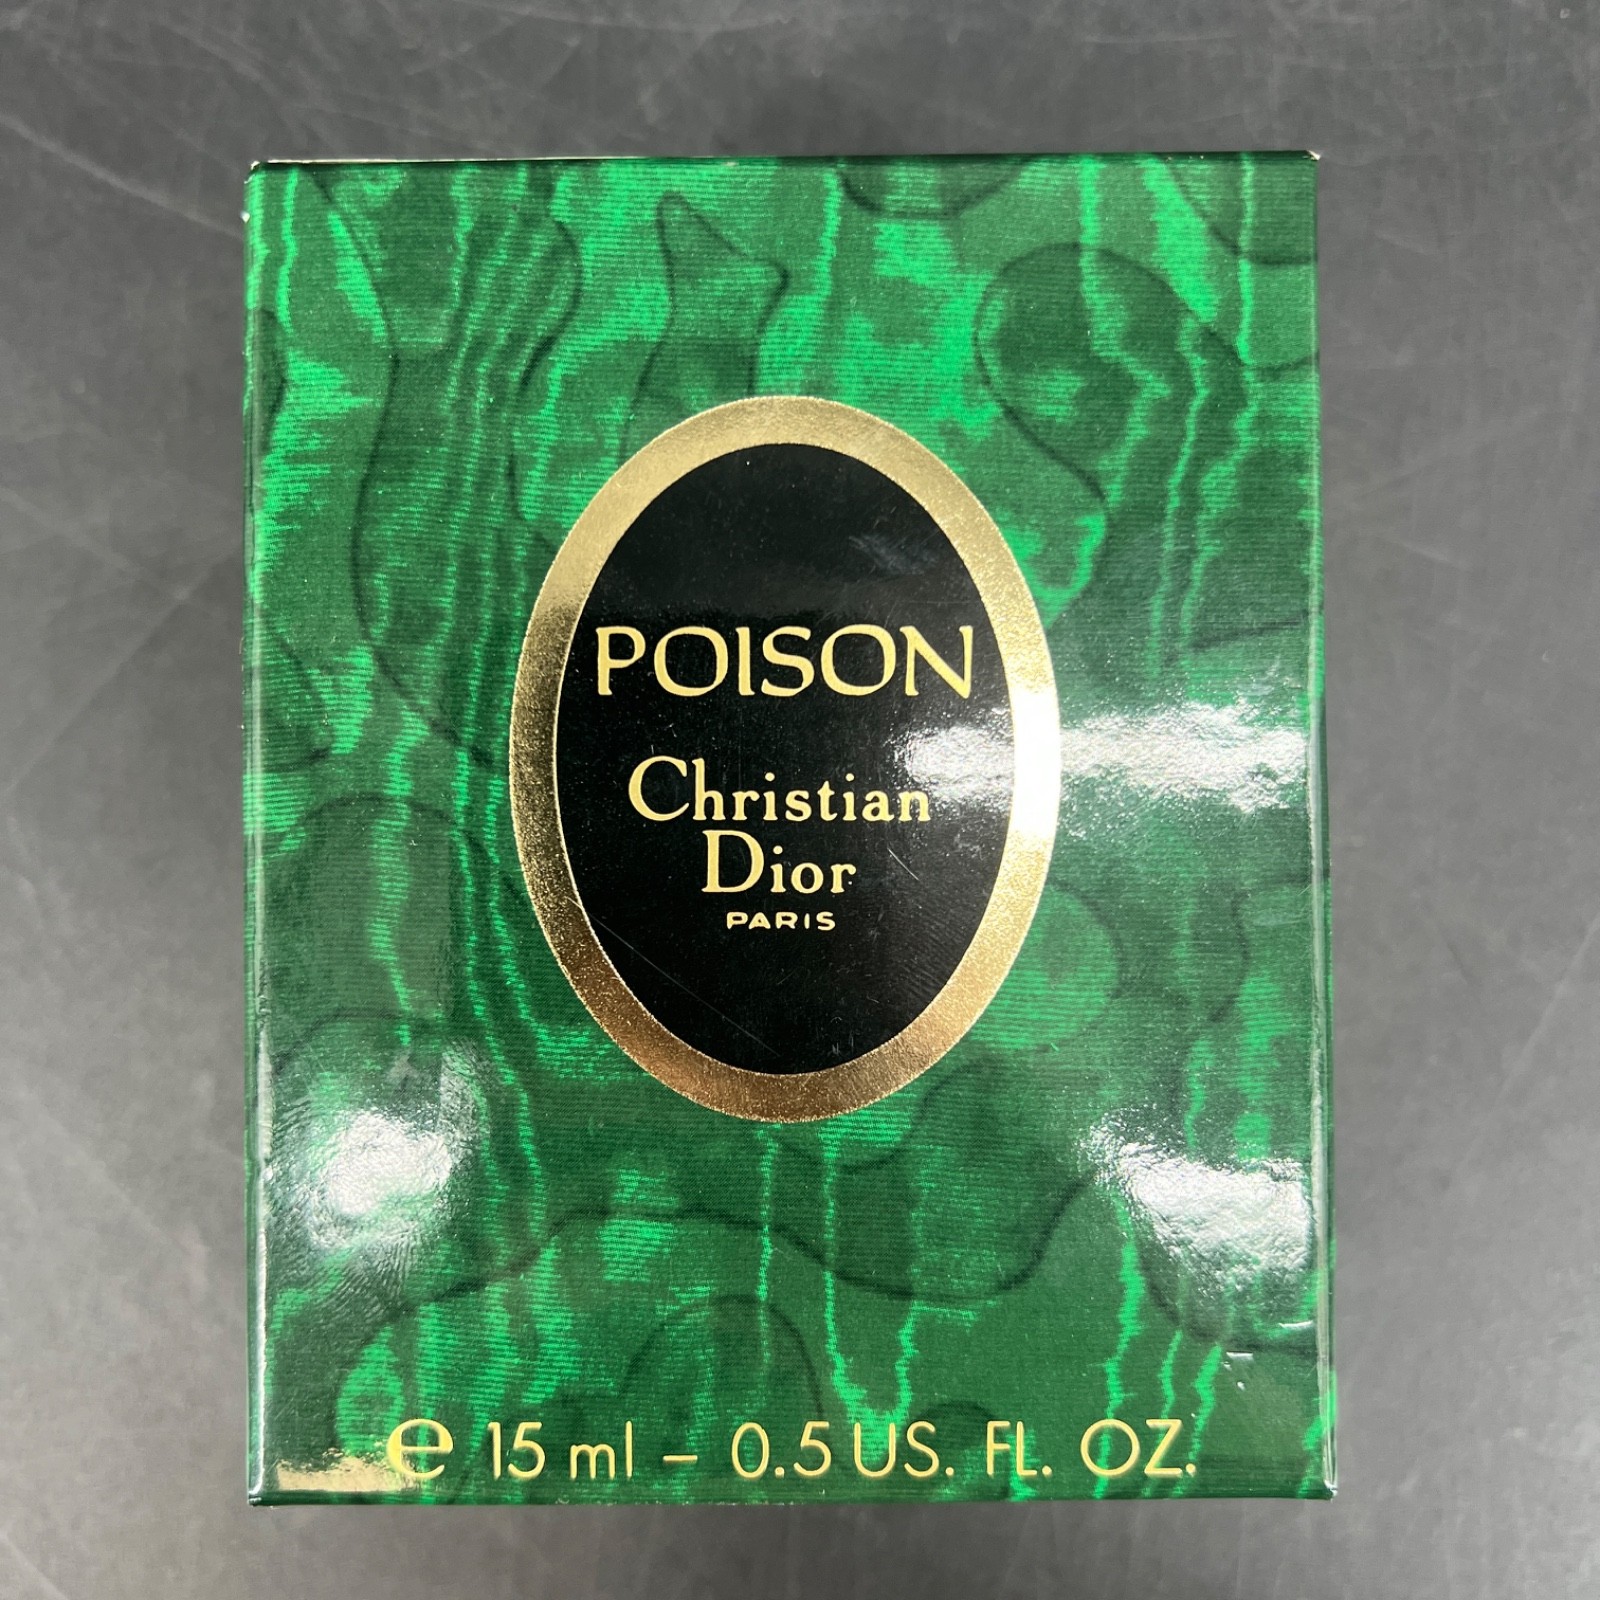 POISON
Christian
Dior
PARIS
℮ 15 ml – 0.5 US. FL. OZ.